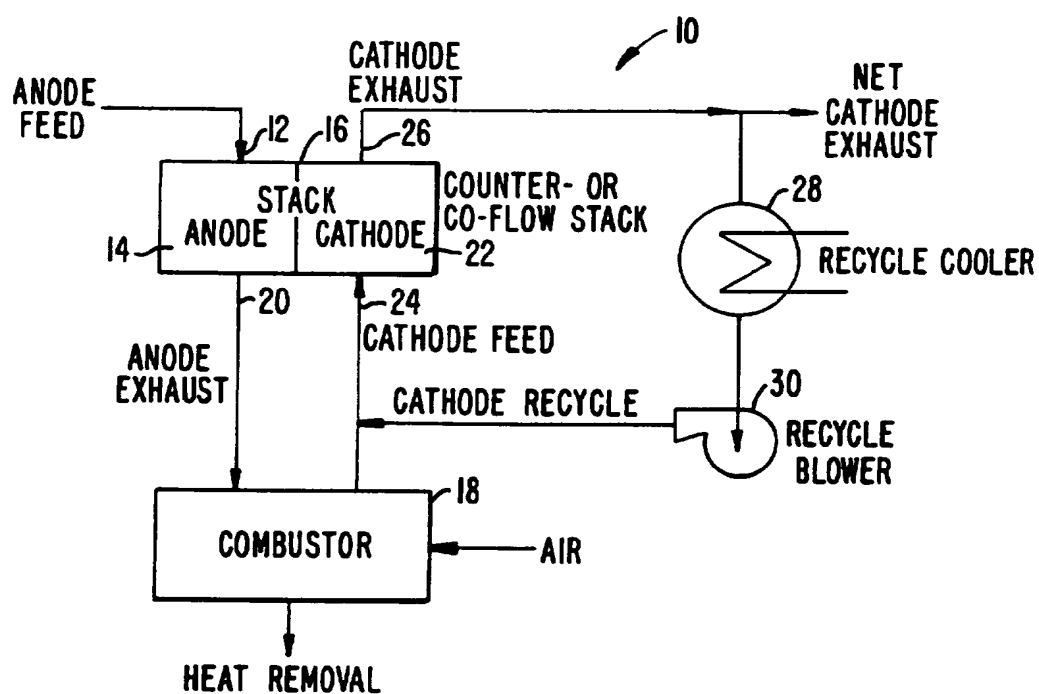 10
CATHODE
EXHAUST
NET
CATHODE
EXHAUST
ANODE
FEED
12
16
26
28
STACK
ANODE
CATHODE
COUNTER- OR
CO-FLOW STACK
14
22
RECYCLE COOLER
20
24
CATHODE FEED
ANODE
EXHAUST
CATHODE RECYCLE
30
RECYCLE
BLOWER
18
COMBUSTOR
AIR
HEAT REMOVAL